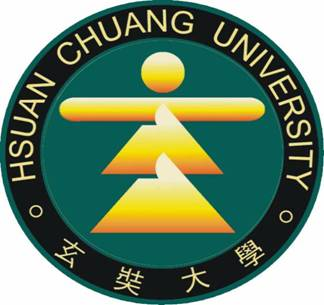 HSUAN CHUANG UNIVERSITY
玄奘大學